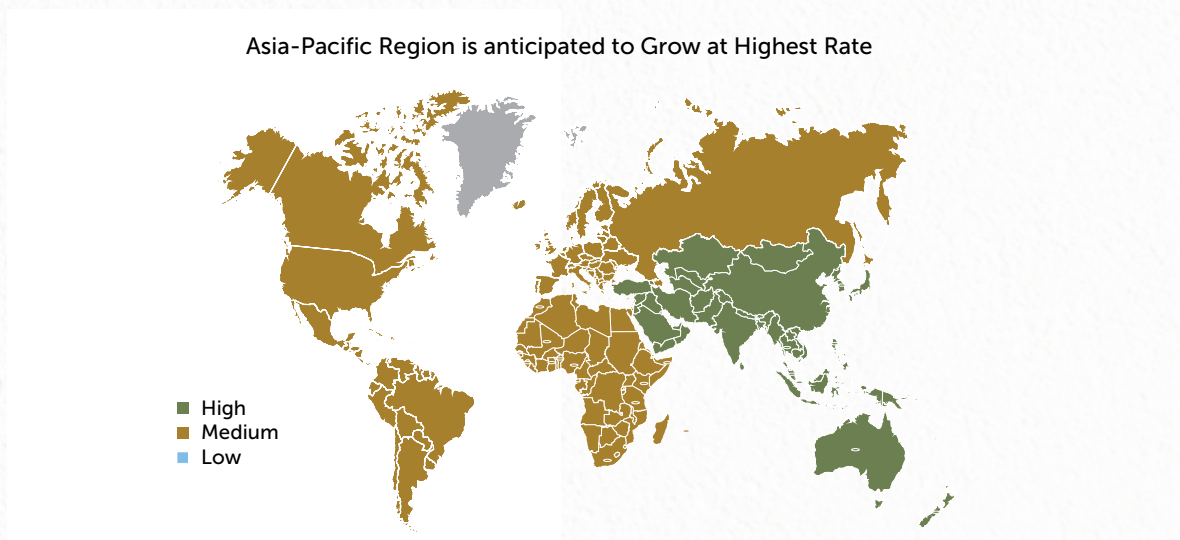 Asia-Pacific Region is anticipated to Grow at Highest Rate
High
Medium
Low